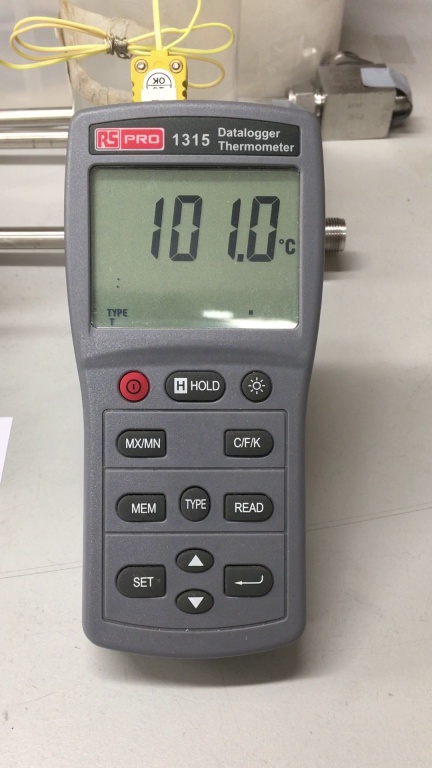 OK
RS PRO 1315 Datalogger Thermometer
101.0 °C
TYPE
T
H HOLD
MX/MN C/F/K
MEM TYPE READ
SET